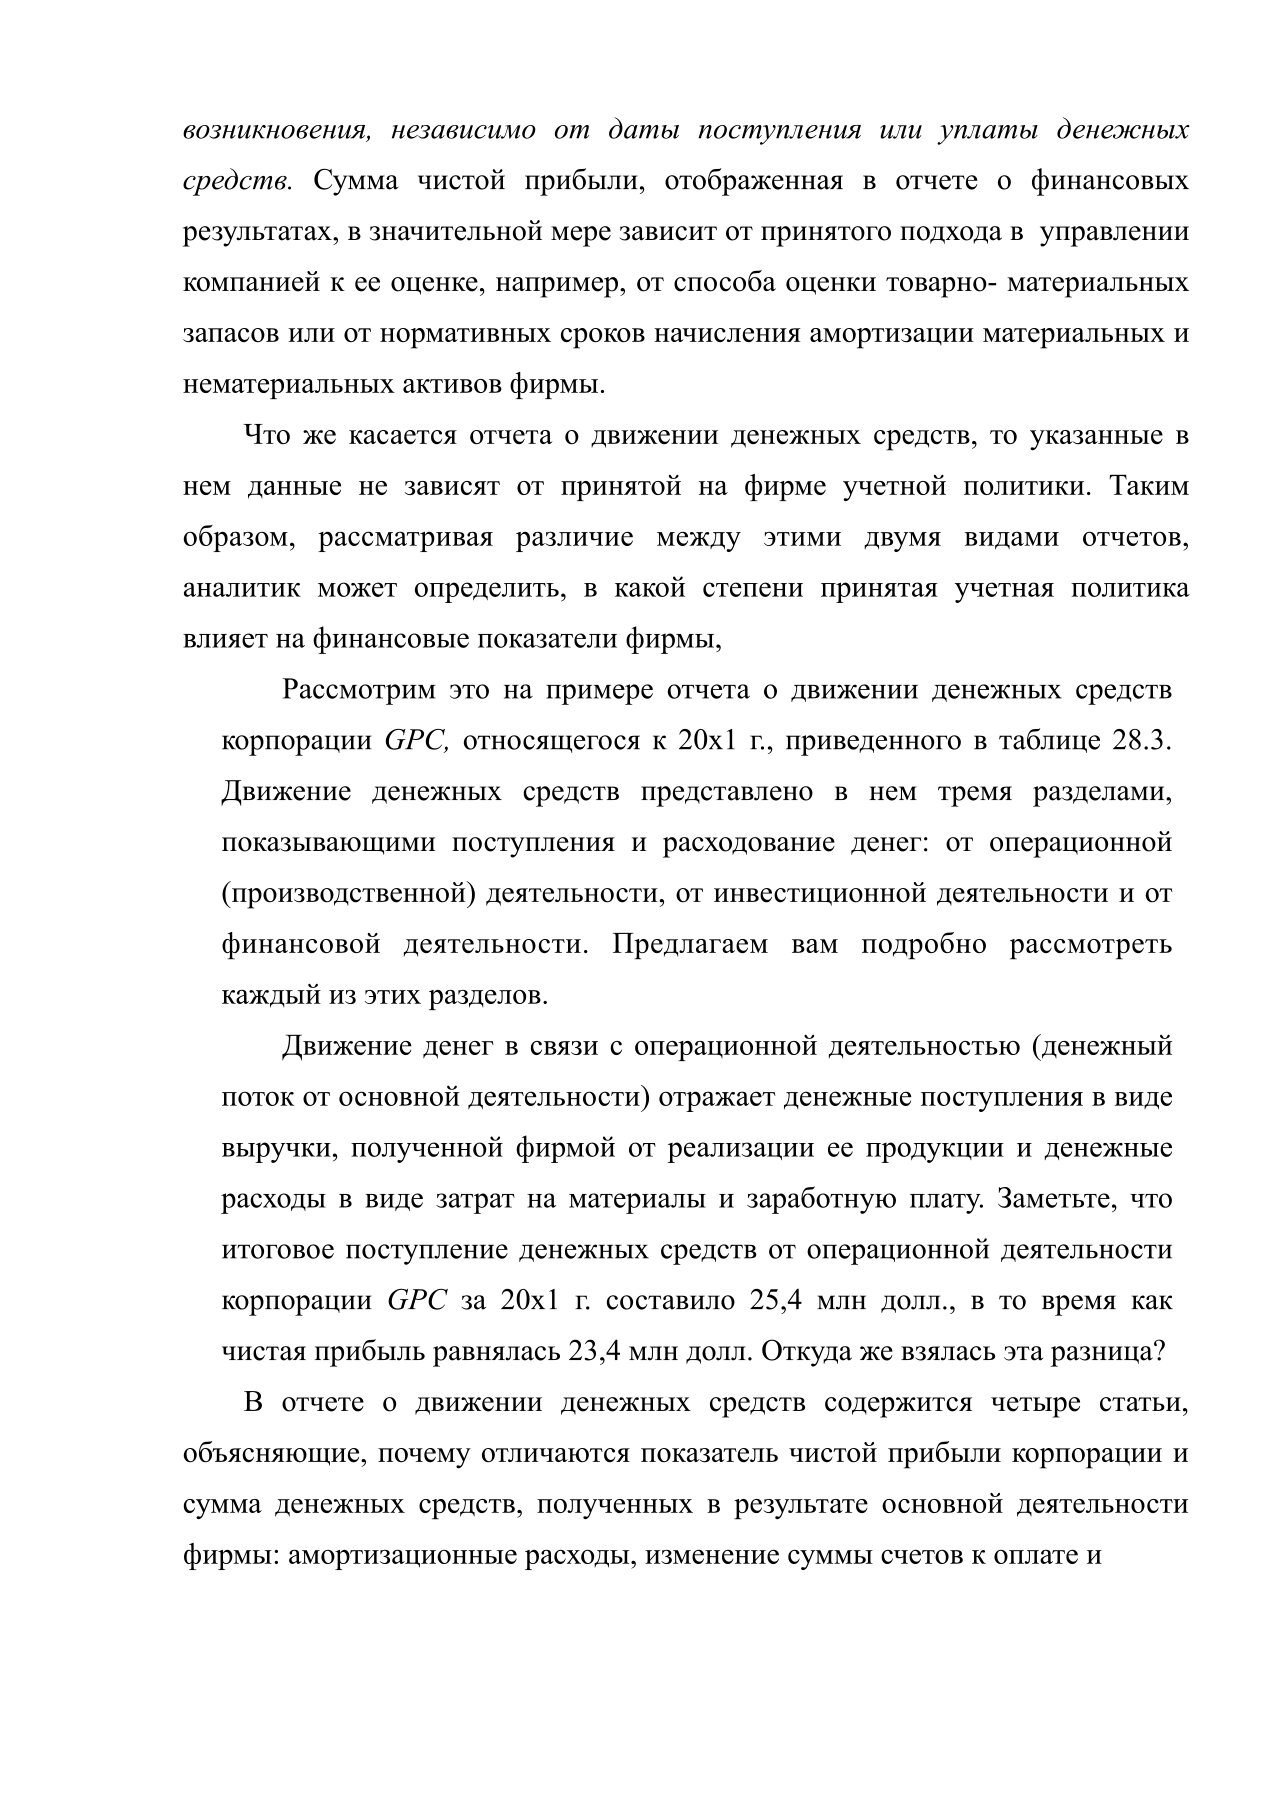 возникновения, независимо от даты поступления или уплаты денежных
средств. Сумма чистой прибыли, отображенная в отчете о финансовых
результатах, в значительной мере зависит от принятого подхода в управлении
компанией к ее оценке, например, от способа оценки товарно- материальных
запасов или от нормативных сроков начисления амортизации материальных и
нематериальных активов фирмы.
Что же касается отчета о движении денежных средств, то указанные в
нем данные не зависят от принятой на фирме учетной политики. Таким
образом, рассматривая различие между этими двумя видами отчетов,
аналитик может определить, в какой степени принятая учетная политика
влияет на финансовые показатели фирмы,
Рассмотрим это на примере отчета о движении денежных средств
корпорации GPC, относящегося к 20x1 г., приведенного в таблице 28.3.
Движение денежных средств представлено в нем тремя разделами,
показывающими поступления и расходование денег: от операционной
(производственной) деятельности, от инвестиционной деятельности и от
финансовой деятельности. Предлагаем вам подробно рассмотреть
каждый из этих разделов.
Движение денег в связи с операционной деятельностью (денежный
поток от основной деятельности) отражает денежные поступления в виде
выручки, полученной фирмой от реализации ее продукции и денежные
расходы в виде затрат на материалы и заработную плату. Заметьте, что
итоговое поступление денежных средств от операционной деятельности
корпорации GPC за 20x1 г. составило 25,4 млн долл., в то время как
чистая прибыль равнялась 23,4 млн долл. Откуда же взялась эта разница?
В отчете о движении денежных средств содержится четыре статьи,
объясняющие, почему отличаются показатель чистой прибыли корпорации и
сумма денежных средств, полученных в результате основной деятельности
фирмы: амортизационные расходы, изменение суммы счетов к оплате и